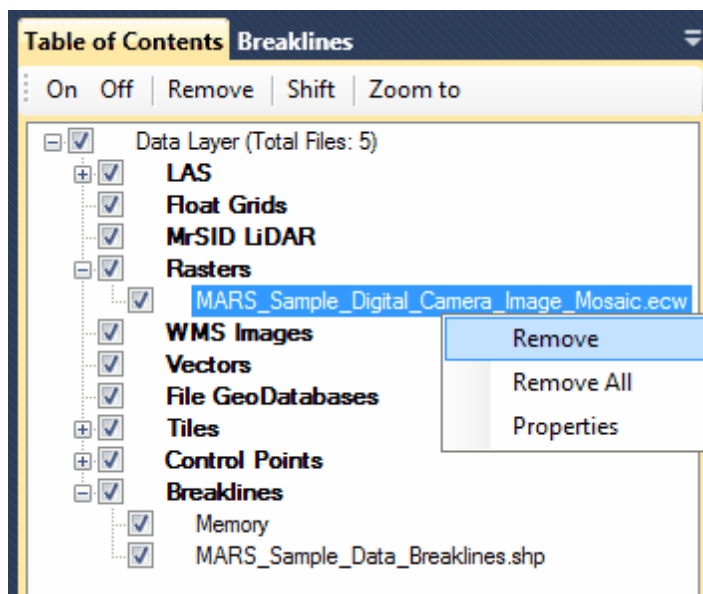 Table of Contents Breaklines
On Off Remove Shift Zoom to
Data Layer (Total Files: 5)
LAS
Float Grids
MrSID LiDAR
Rasters
MARS_Sample_Digital_Camera_Image_Mosaic.ecw
WMS Images
Remove
Vectors
Remove All
File GeoDatabases
Properties
Tiles
Control Points
Breaklines
Memory
MARS_Sample_Data_Breaklines.shp